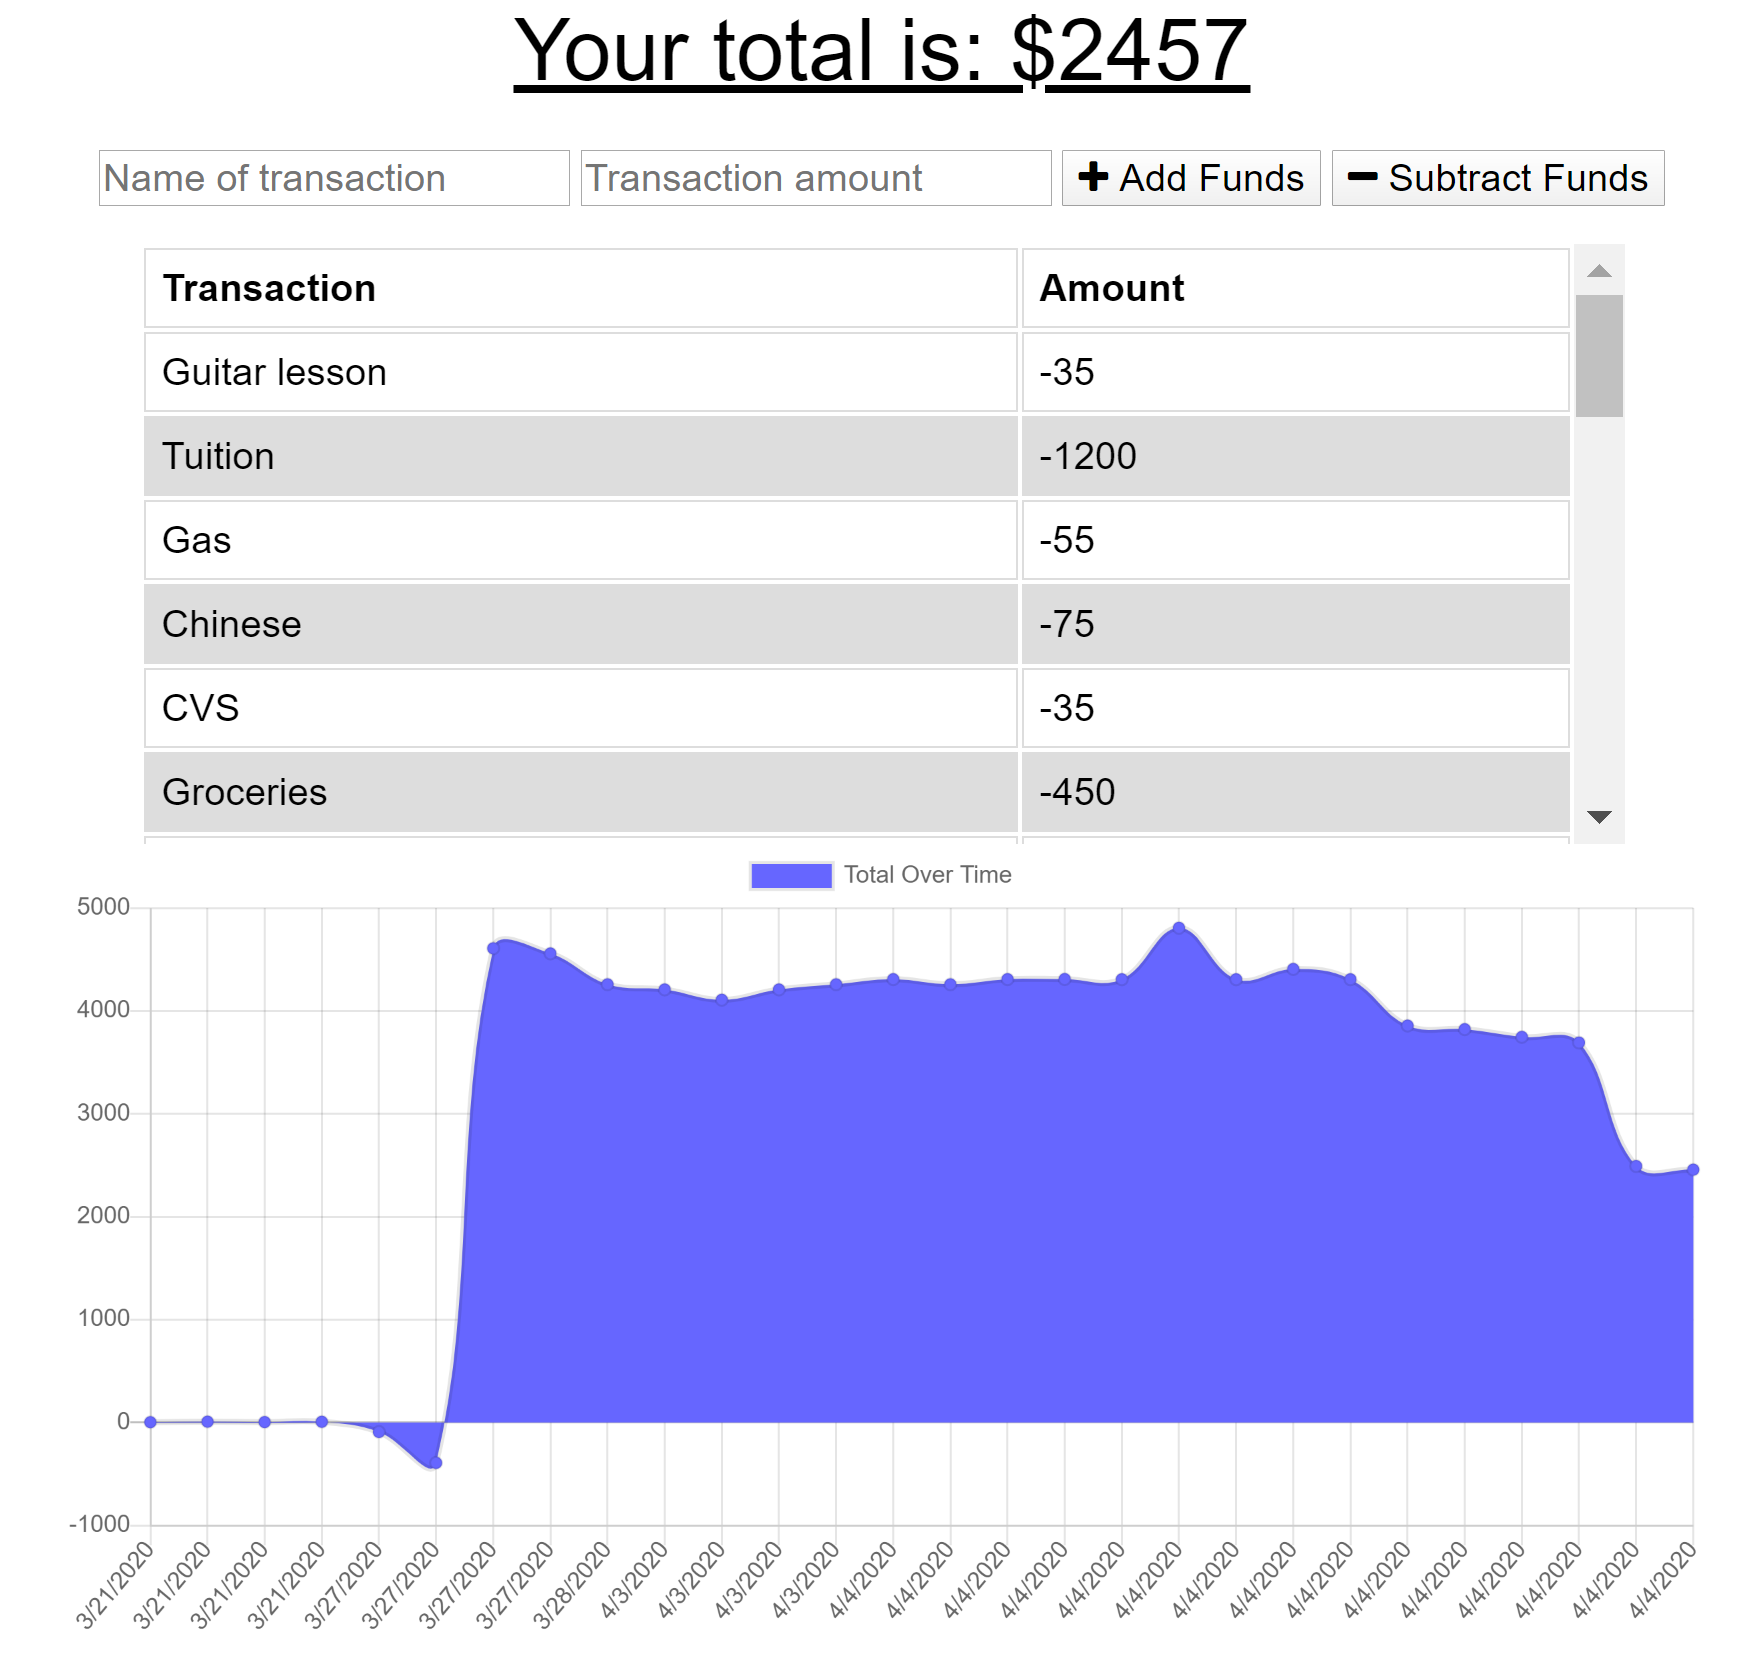 Your total is: $2457
Name of transaction Transaction amount Add Funds Subtract Funds
Transaction Amount
Guitar lesson -35
Tuition -1200
Gas -55
Chinese -75
CVS -35
Groceries -450
Total Over Time
5000
4000
3000
2000
1000
0
-1000
3/21/2020 3/21/2020 3/21/2020 3/21/2020 3/27/2020 3/27/2020 3/27/2020 3/27/2020 3/28/2020 4/3/2020 4/3/2020 4/3/2020 4/3/2020 4/4/2020 4/4/2020 4/4/2020 4/4/2020 4/4/2020 4/4/2020 4/4/2020 4/4/2020 4/4/2020 4/4/2020 4/4/2020 4/4/2020 4/4/2020 4/4/2020 4/4/2020